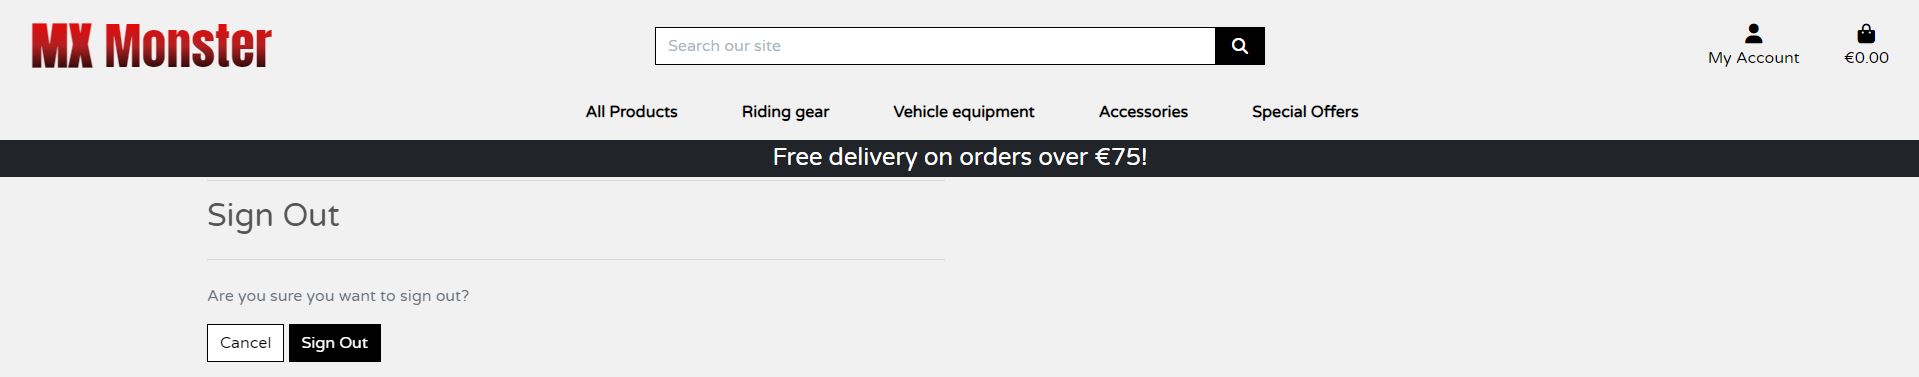 MX Monster
Search our site
My Account
€0.00
All Products
Riding gear
Vehicle equipment
Accessories
Special Offers
Free delivery on orders over €75!
Sign Out
Are you sure you want to sign out?
Cancel
Sign Out